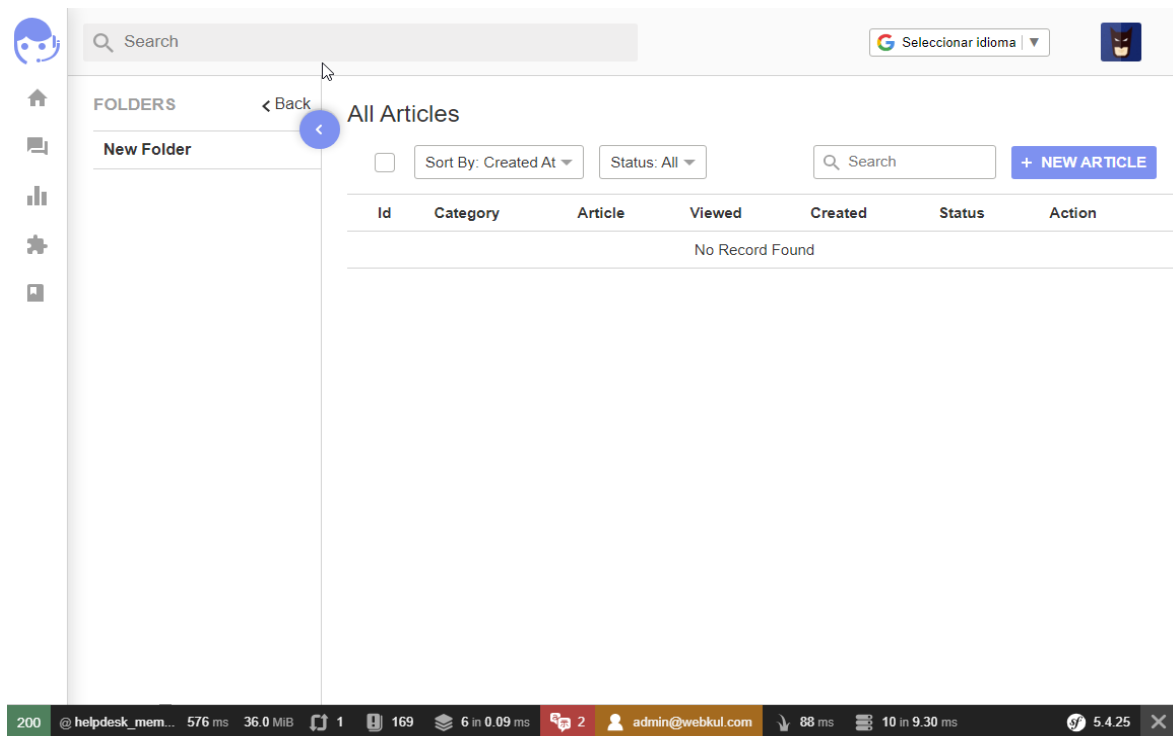 Search
Seleccionar idioma | ▼
FOLDERS
Back
New Folder
All Articles
Sort By: Created At
Status: All
Search
+ NEW ARTICLE
Id Category Article Viewed Created Status Action
No Record Found
200 @ helpdesk_mem... 576 ms 36.0 MiB 1 169 6 in 0.09 ms 2 admin@webkul.com 88 ms 10 in 9.30 ms sf 5.4.25